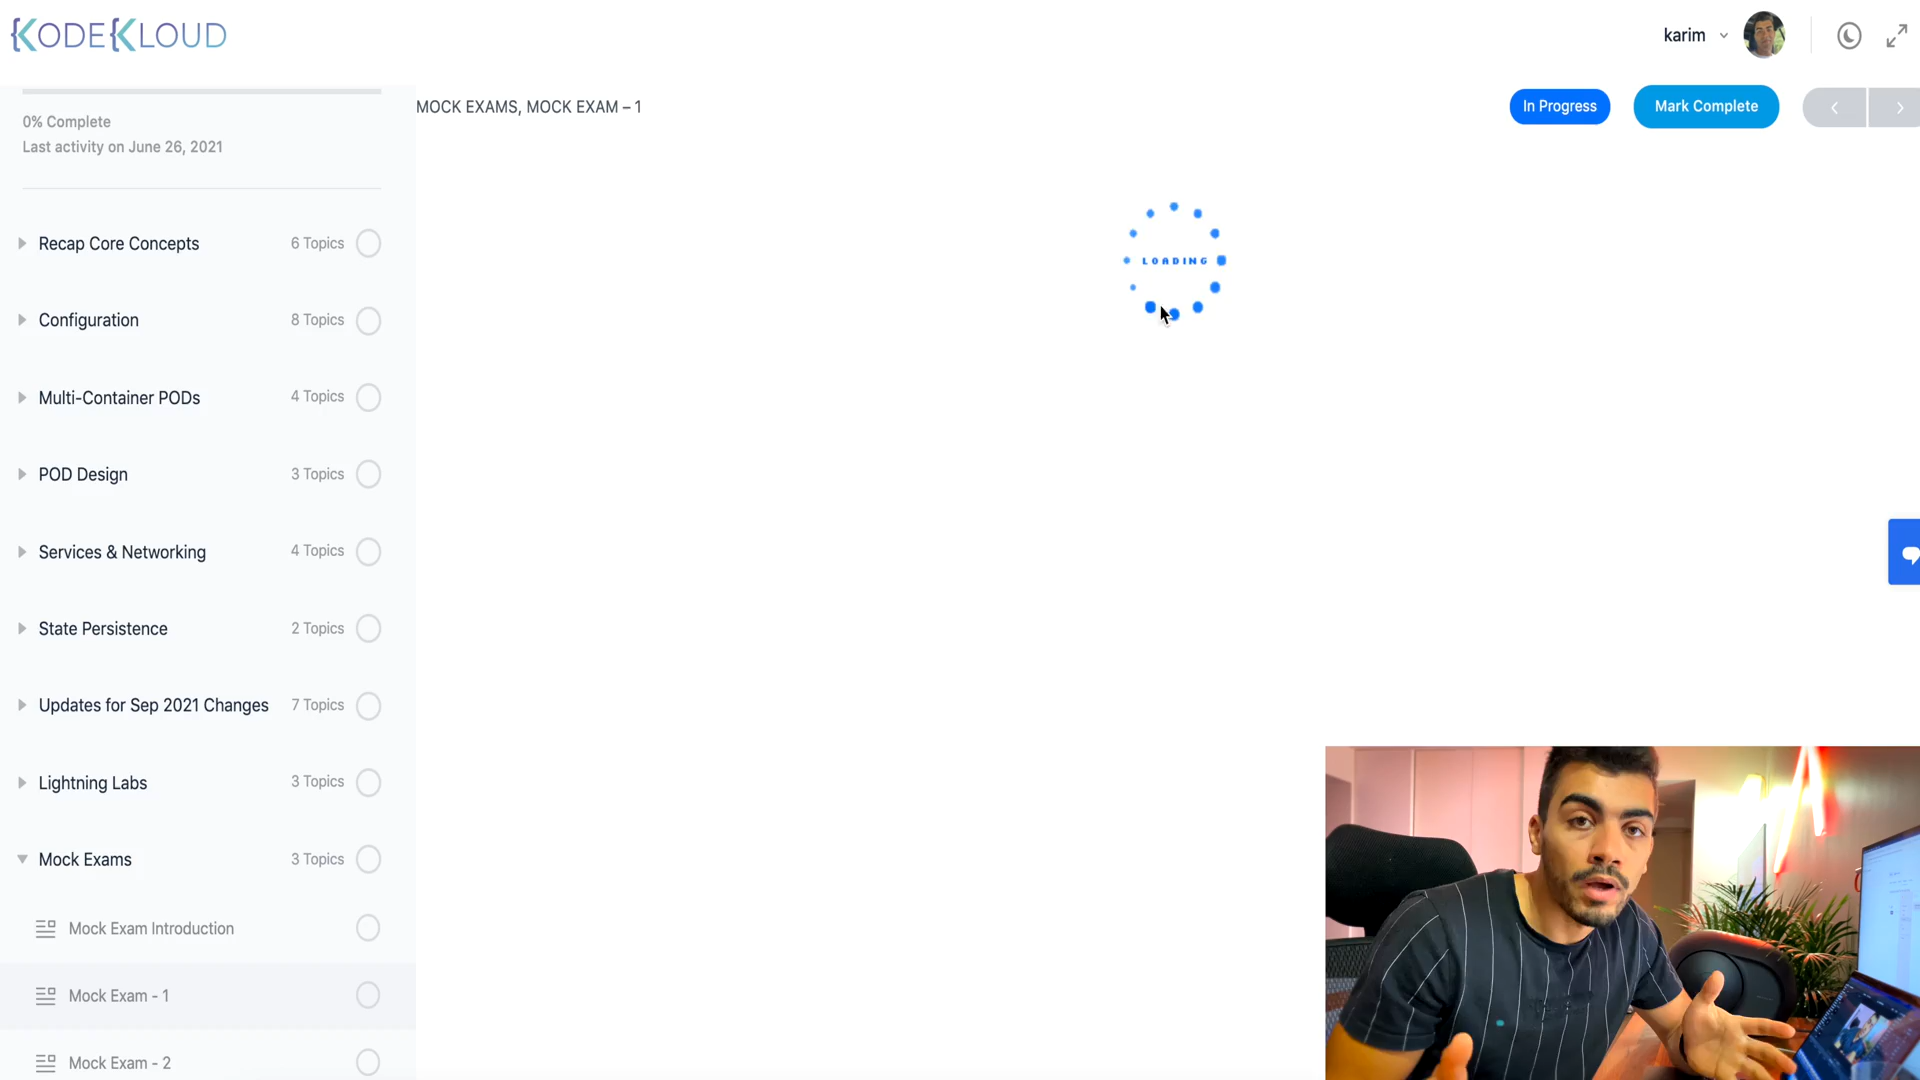 KODEKLOUD
karim
0% Complete
Last activity on June 26, 2021
MOCK EXAMS, MOCK EXAM – 1
In Progress
Mark Complete
LOADING
Recap Core Concepts 6 Topics
Configuration 8 Topics
Multi-Container PODs 4 Topics
POD Design 3 Topics
Services & Networking 4 Topics
State Persistence 2 Topics
Updates for Sep 2021 Changes 7 Topics
Lightning Labs 3 Topics
Mock Exams 3 Topics
Mock Exam Introduction
Mock Exam - 1
Mock Exam - 2